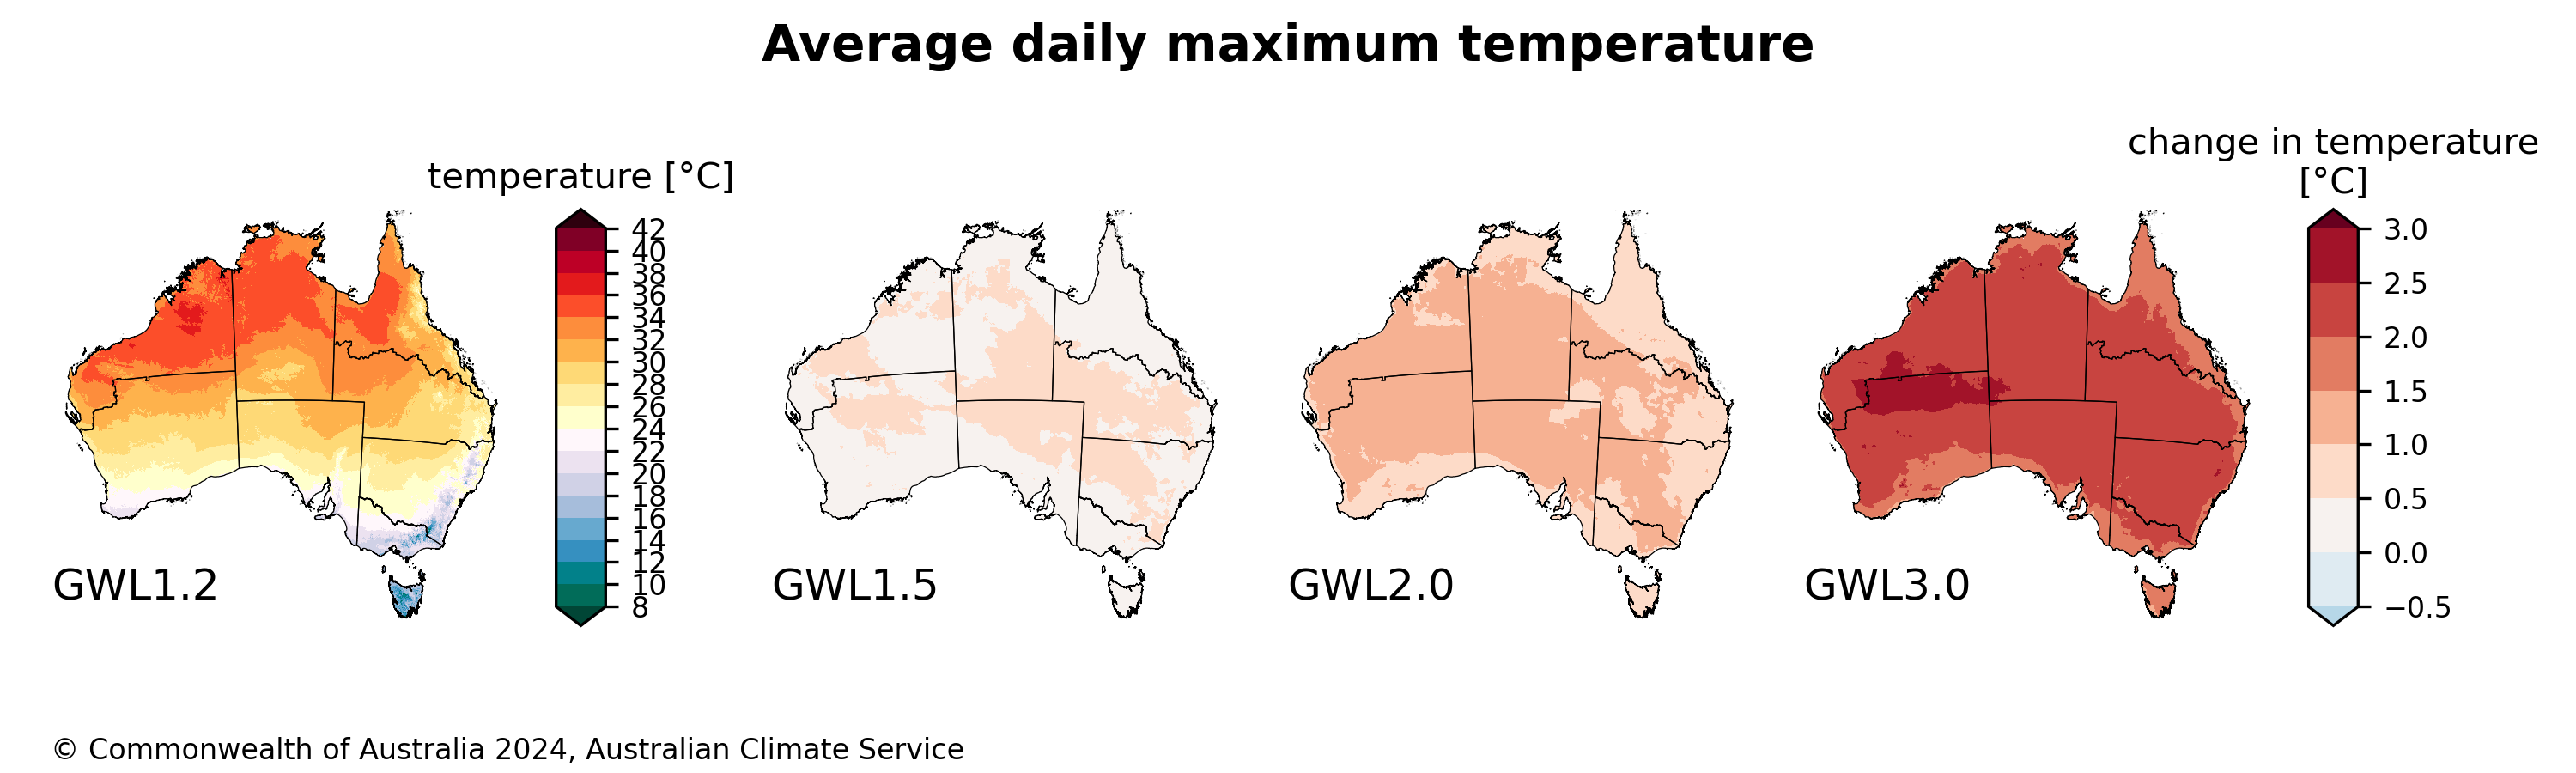 Average daily maximum temperature
temperature [°C]
change in temperature
[°C]
42
40
38
36
34
32
30
28
26
24
22
20
18
16
14
12
10
8
3.0
2.5
2.0
1.5
1.0
0.5
0.0
−0.5
GWL1.2
GWL1.5
GWL2.0
GWL3.0
© Commonwealth of Australia 2024, Australian Climate Service